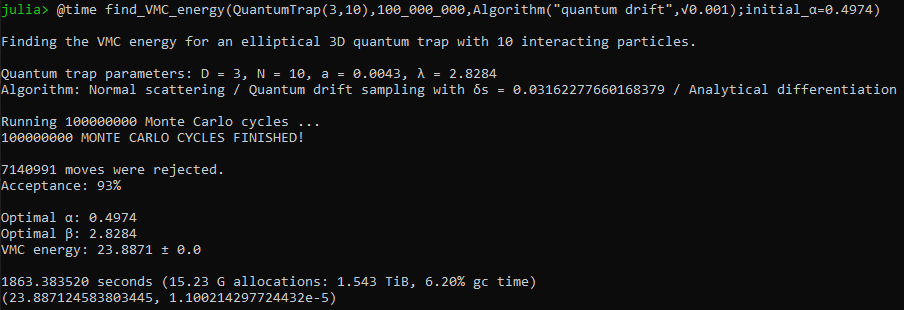 julia> @time find_VMC_energy(QuantumTrap(3,10),100_000_000,Algorithm("quantum drift",√0.001);initial_α=0.4974)
Finding the VMC energy for an elliptical 3D quantum trap with 10 interacting particles.
Quantum trap parameters: D = 3, N = 10, a = 0.0043, λ = 2.8284
Algorithm: Normal scattering / Quantum drift sampling with δs = 0.03162277660168379 / Analytical differentiation
Running 100000000 Monte Carlo cycles ...
100000000 MONTE CARLO CYCLES FINISHED!
7140991 moves were rejected.
Acceptance: 93%
Optimal α: 0.4974
Optimal β: 2.8284
VMC energy: 23.8871 ± 0.0
1863.383520 seconds (15.23 G allocations: 1.543 TiB, 6.20% gc time)
(23.887124583803445, 1.100214297724432e-5)